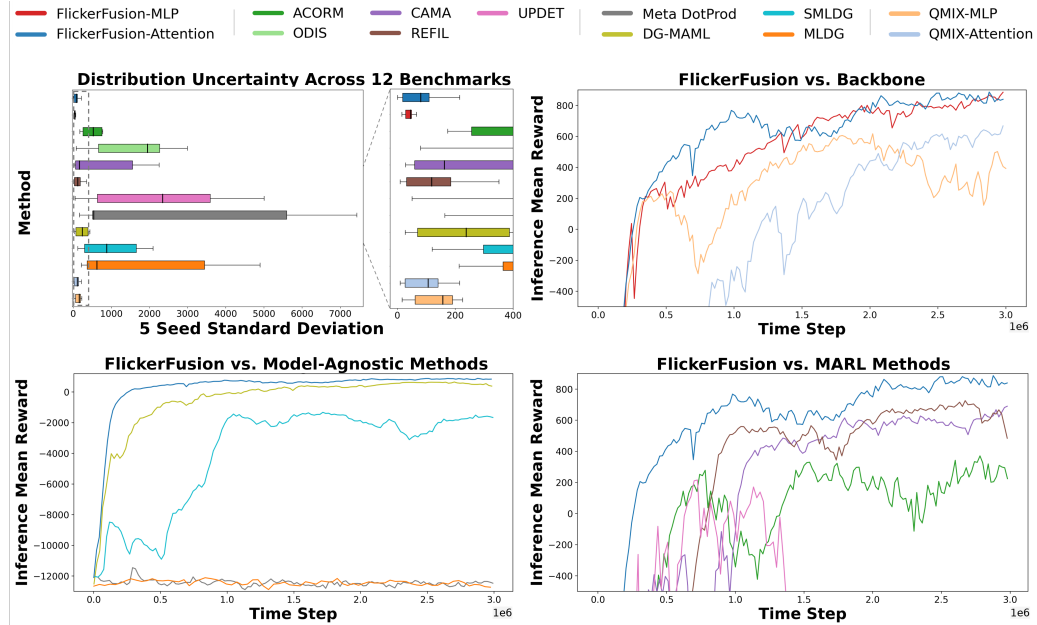 FlickerFusion-MLP ACORM CAMA UPDET Meta DotProd SMLDG QMIX-MLP
FlickerFusion-Attention ODIS REFIL DG-MAML MLDG QMIX-Attention
Distribution Uncertainty Across 12 Benchmarks
Method
0 1000 2000 3000 4000 5000 6000 7000
0 200 400
5 Seed Standard Deviation
FlickerFusion vs. Backbone
Inference Mean Reward
800
600
400
200
0
−200
−400
0.0 0.5 1.0 1.5 2.0 2.5 3.0
1e6
Time Step
FlickerFusion vs. Model-Agnostic Methods
Inference Mean Reward
0
−2000
−4000
−6000
−8000
−10000
−12000
0.0 0.5 1.0 1.5 2.0 2.5 3.0
1e6
Time Step
FlickerFusion vs. MARL Methods
Inference Mean Reward
800
600
400
200
0
−200
−400
0.0 0.5 1.0 1.5 2.0 2.5 3.0
1e6
Time Step